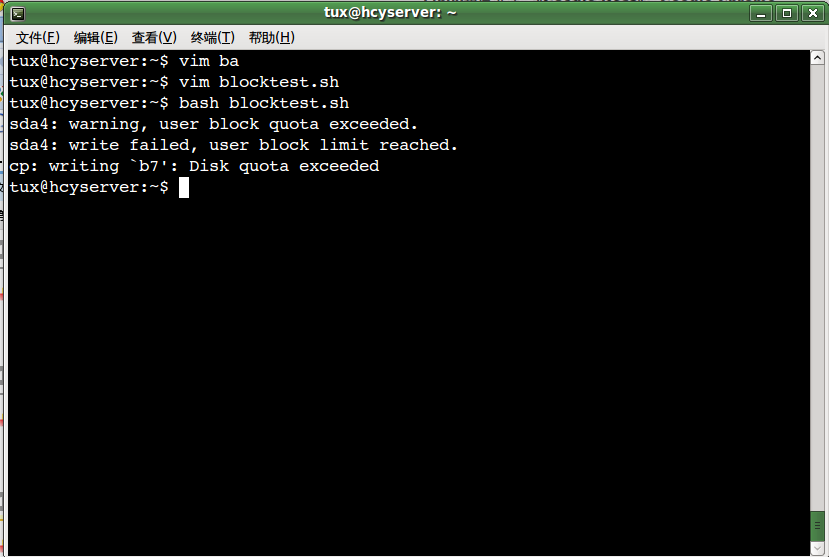 tux@hcyserver: ~
文件(F) 编辑(E) 查看(V) 终端(T) 帮助(H)
tux@hcyserver:~$ vim ba
tux@hcyserver:~$ vim blocktest.sh
tux@hcyserver:~$ bash blocktest.sh
sda4: warning, user block quota exceeded.
sda4: write failed, user block limit reached.
cp: writing `b7': Disk quota exceeded
tux@hcyserver:~$